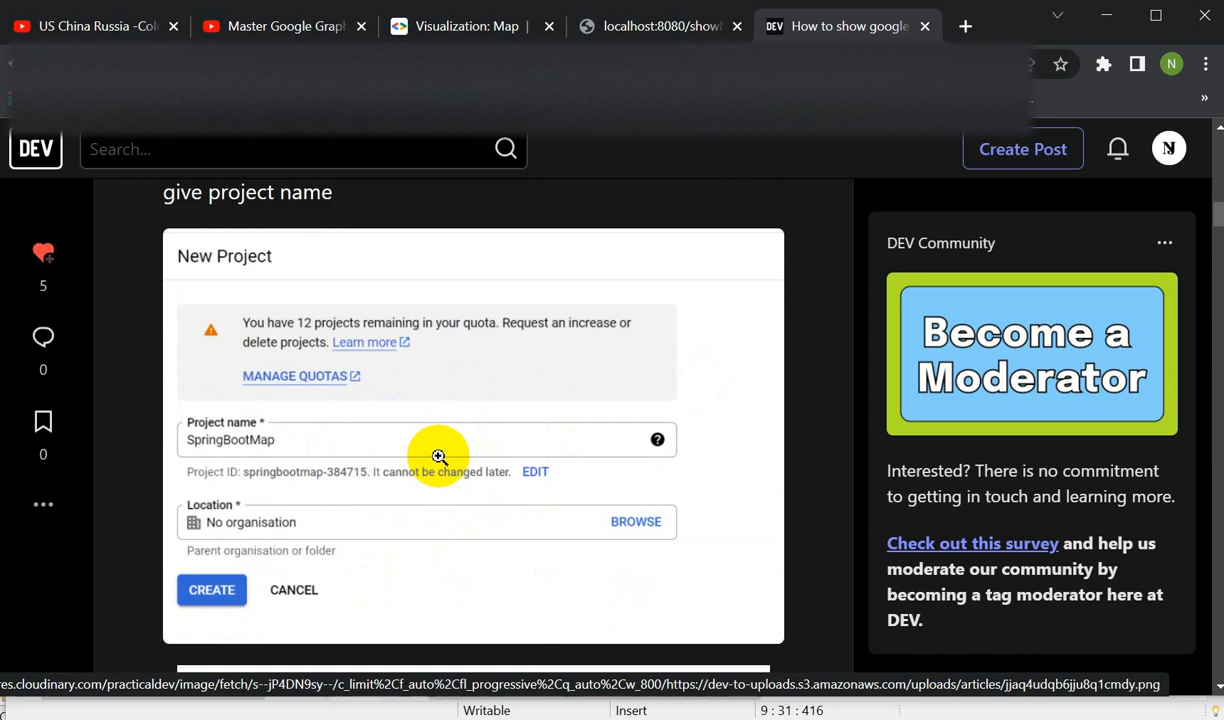 US China Russia -Col
Master Google Grap
Visualization: Map
localhost:8080/show
How to show google
N
DEV
Search...
Create Post
N
give project name
New Project
You have 12 projects remaining in your quota. Request an increase or
delete projects. Learn more
MANAGE QUOTAS
Project name *
SpringBootMap
Project ID: springbootmap-384715. It cannot be changed later. EDIT
Location *
No organisation BROWSE
Parent organisation or folder
CREATE CANCEL
5
0
0
DEV Community
Become a
Moderator
Interested? There is no commitment
to getting in touch and learning more.
Check out this survey and help us
moderate our community by
becoming a tag moderator here at
DEV.
res.cloudinary.com/practicaldev/image/fetch/s--jP4DN9sy--/c_limit%2Cf_auto%2Cfl_progressive%2Cq_auto%2Cw_800/https://dev-to-uploads.s3.amazonaws.com/uploads/articles/jjaq4udqb6jju8q1cmdy.png
Writable Insert 9 : 31 : 416